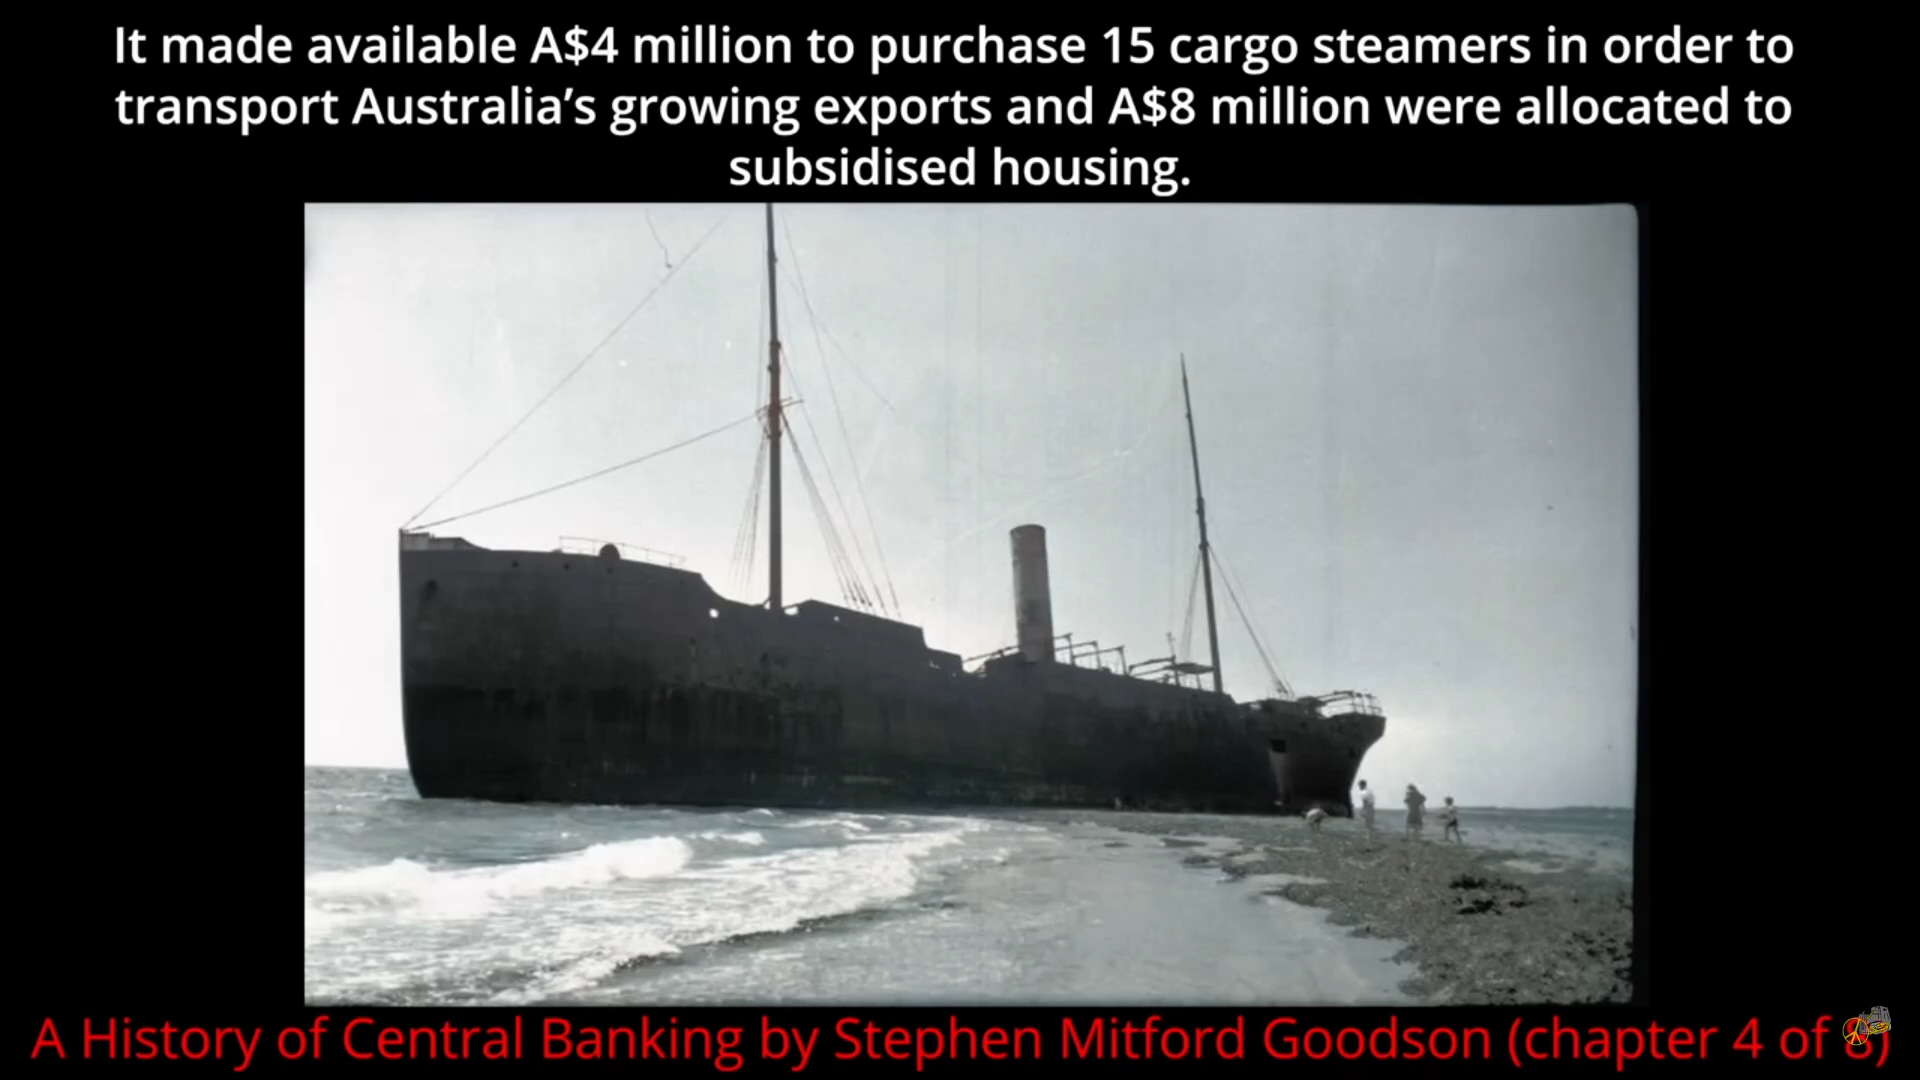 It made available A$4 million to purchase 15 cargo steamers in order to
transport Australia’s growing exports and A$8 million were allocated to
subsidised housing.
A History of Central Banking by Stephen Mitford Goodson (chapter 4 of 8)